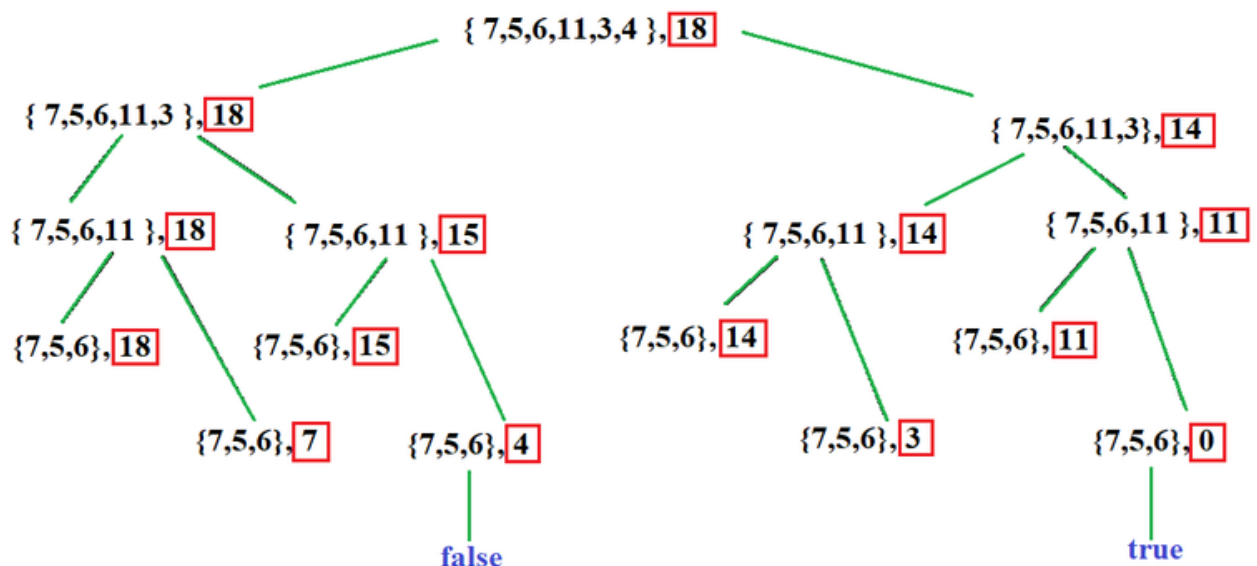 { 7,5,6,11,3,4 }, 18
{ 7,5,6,11,3 }, 18
{ 7,5,6,11,3}, 14
{ 7,5,6,11 }, 18
{ 7,5,6,11 }, 15
{ 7,5,6,11 }, 14
{ 7,5,6,11 }, 11
{7,5,6}, 18
{7,5,6}, 15
{7,5,6}, 14
{7,5,6}, 11
{7,5,6}, 7
{7,5,6}, 4
{7,5,6}, 3
{7,5,6}, 0
false
true